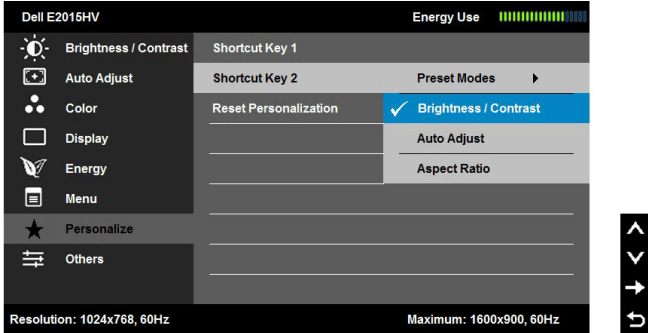 Dell E2015HV Energy Use
Brightness / Contrast Shortcut Key 1
Auto Adjust Shortcut Key 2 Preset Modes
Color Reset Personalization Brightness / Contrast
Display Auto Adjust
Energy Aspect Ratio
Menu
Personalize
Others
Resolution: 1024x768, 60Hz Maximum: 1600x900, 60Hz